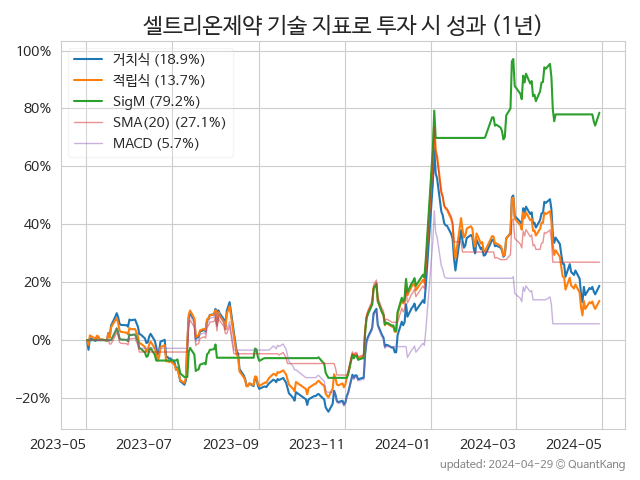 셀트리온제약 기술 지표로 투자 시 성과 (1년)
거치식 (18.9%)
적립식 (13.7%)
SigM (79.2%)
SMA(20) (27.1%)
MACD (5.7%)
100%
80%
60%
40%
20%
0%
−20%
2023-05 2023-07 2023-09 2023-11 2024-01 2024-03 2024-05
updated: 2024-04-29 © QuantKang